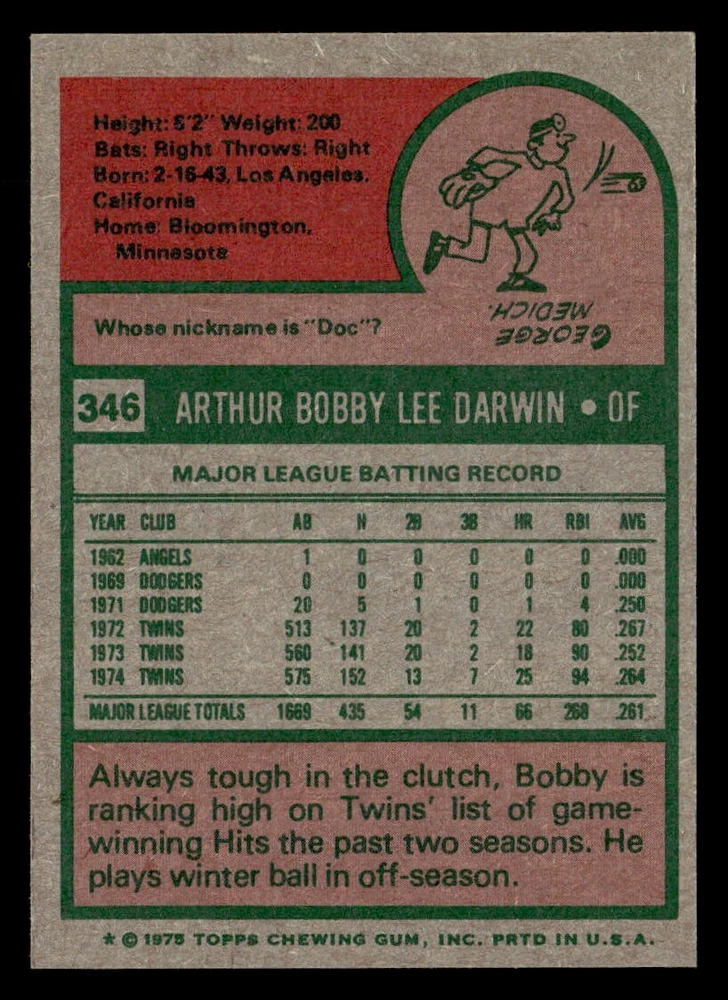 Height: 6'2" Weight: 200
Bats: Right Throws: Right
Born: 2-16-43, Los Angeles,
California
Home: Bloomington,
Minnesota
Whose nickname is "Doc"?
GEORGE
MEDICH.
346 ARTHUR BOBBY LEE DARWIN • OF
MAJOR LEAGUE BATTING RECORD
YEAR CLUB AB H 2B 3B HR RBI AVG
1962 ANGELS 1 0 0 0 0 0 .000
1969 DODGERS 0 0 0 0 0 0 .000
1971 DODGERS 20 5 1 0 1 4 .250
1972 TWINS 513 137 20 2 22 80 .267
1973 TWINS 560 141 20 2 18 90 .252
1974 TWINS 575 152 13 7 25 94 .264
MAJOR LEAGUE TOTALS 1669 435 54 11 66 268 .261
Always tough in the clutch, Bobby is
ranking high on Twins' list of game-
winning Hits the past two seasons. He
plays winter ball in off-season.
* © 1975 TOPPS CHEWING GUM, INC. PRTD IN U.S.A.